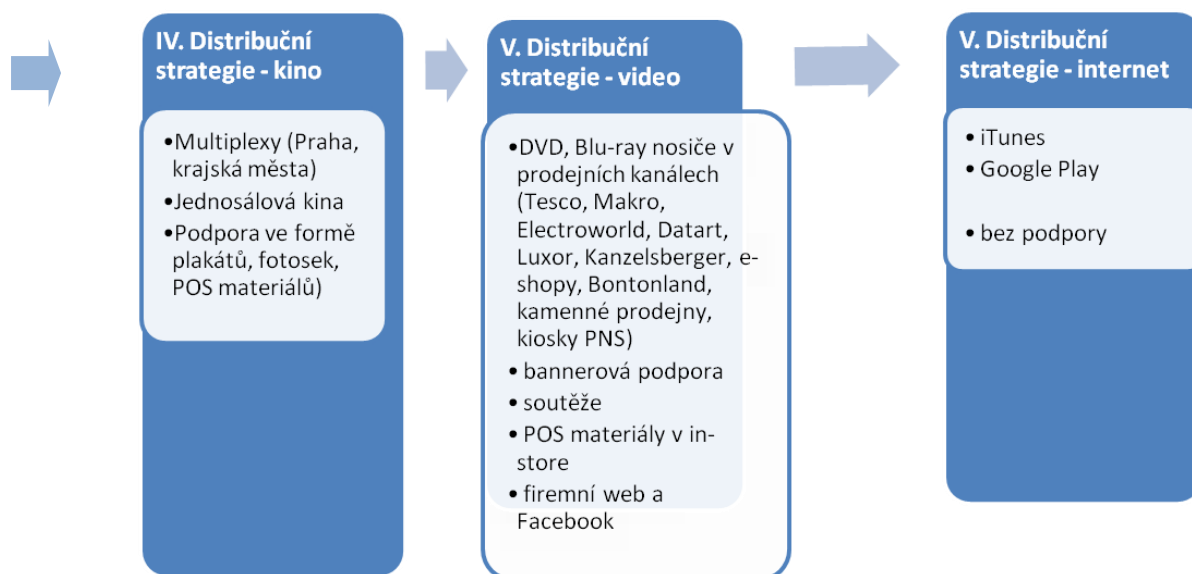 IV. Distribuční
strategie - kino
•Multiplexy (Praha,
krajská města)
•Jednosálová kina
•Podpora ve formě
plakátů, fotosek,
POS materiálů)
V. Distribuční
strategie - video
•DVD, Blu-ray nosiče v
prodejních kanálech
(Tesco, Makro,
Electroworld, Datart,
Luxor, Kanzelsberger, e-
shopy, Bontonland,
kamenné prodejny,
kiosky PNS)
• bannerová podpora
• soutěže
• POS materiály v in-
store
• firemní web a
Facebook
V. Distribuční
strategie - internet
• iTunes
• Google Play
• bez podpory